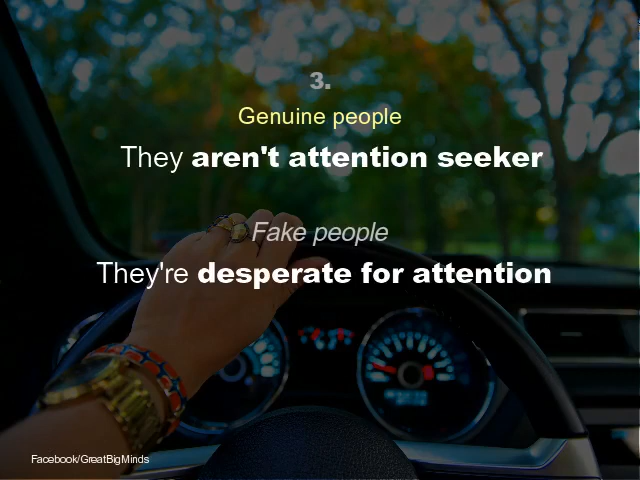 3.
Genuine people
They aren't attention seeker
Fake people
They're desperate for attention
Facebook/GreatBigMinds